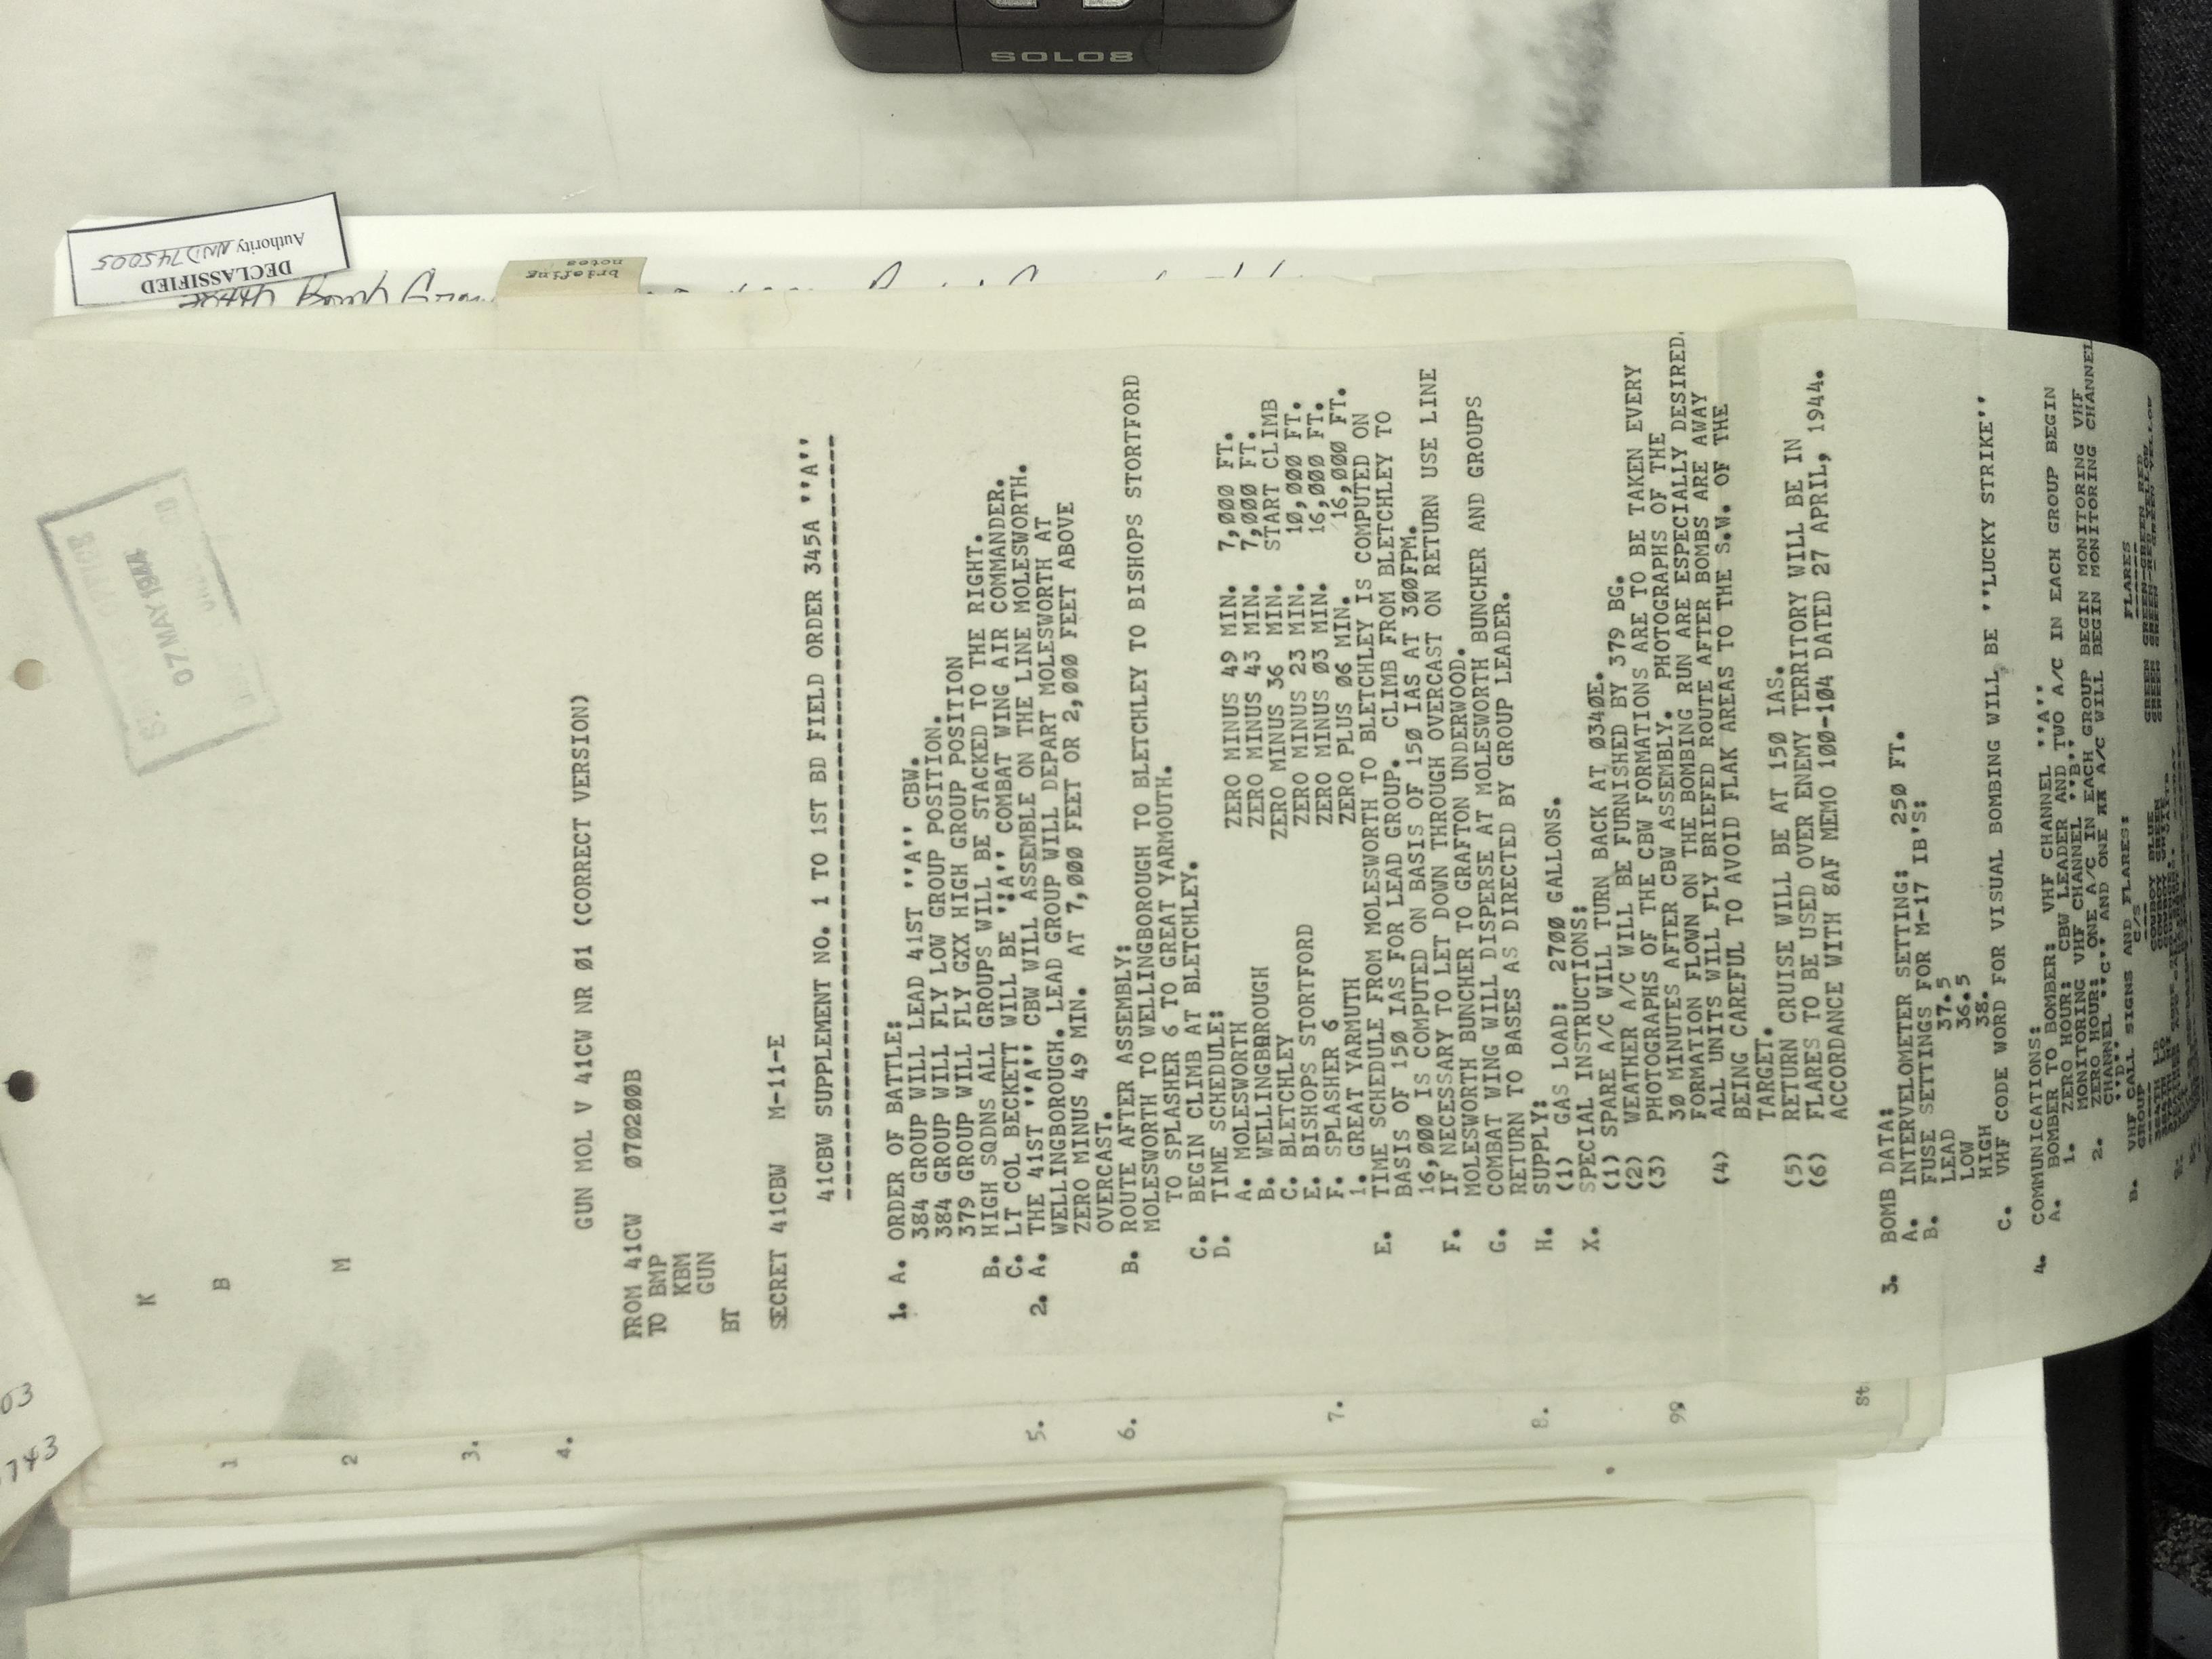 SOLO8
DECLASSIFIED
Authority NND745005
briefing
notes
07 MAY 1944
K
B
M
GUN MOL V 41CW NR Ø1 (CORRECT VERSION)
FROM 41CW Ø7Ø2ØØB
TO BMP
KBM
GUN
BT
SECRET 41CBW M-11-E
41CBW SUPPLEMENT NO. 1 TO 1ST BD FIELD ORDER 345A ''A''
1. A. ORDER OF BATTLE:
384 GROUP WILL LEAD 41ST ''A'' CBW.
384 GROUP WILL FLY LOW GROUP POSITION.
379 GROUP WILL FLY GXX HIGH GROUP POSITION
B. HIGH SQDNS ALL GROUPS WILL BE STACKED TO THE RIGHT.
C. LT COL BECKETT WILL BE ''A'' COMBAT WING AIR COMMANDER.
2. A. THE 41ST ''A'' CBW WILL ASSEMBLE ON THE LINE MOLESWORTH.
WELLINGBOROUGH. LEAD GROUP WILL DEPART MOLESWORTH AT
ZERO MINUS 49 MIN. AT 7,ØØØ FEET OR 2,ØØØ FEET ABOVE
OVERCAST.
B. ROUTE AFTER ASSEMBLY:
MOLESWORTH TO WELLINGBOROUGH TO BLETCHLEY TO BISHOPS STORTFORD
TO SPLASHER 6 TO GREAT YARMOUTH.
C. BEGIN CLIMB AT BLETCHLEY.
D. TIME SCHEDULE:
A. MOLESWORTH ZERO MINUS 49 MIN. 7,ØØØ FT.
B. WELLINGBØROUGH ZERO MINUS 43 MIN. 7,ØØØ FT.
C. BLETCHLEY ZERO MINUS 36 MIN. START CLIMB
E. BISHOPS STORTFORD ZERO MINUS 23 MIN. 1Ø,ØØØ FT.
F. SPLASHER 6 ZERO MINUS Ø3 MIN. 16,ØØØ FT.
1. GREAT YARMUTH ZERO PLUS Ø6 MIN. 16,ØØØ FT.
E. TIME SCHEDULE FROM MOLESWORTH TO BLETCHLEY IS COMPUTED ON
BASIS OF 15Ø IAS FOR LEAD GROUP. CLIMB FROM BLETCHLEY TO
16,ØØØ IS COMPUTED ON BASIS OF 15Ø IAS AT 3ØØFPM.
F. IF NECESSARY TO LET DOWN THROUGH OVERCAST ON RETURN USE LINE
MOLESWORTH BUNCHER TO GRAFTON UNDERWOOD.
G. COMBAT WING WILL DISPERSE AT MOLESWORTH BUNCHER AND GROUPS
RETURN TO BASES AS DIRECTED BY GROUP LEADER.
H. SUPPLY:
(1) GAS LOAD: 27ØØ GALLONS.
X. SPECIAL INSTRUCTIONS:
(1) SPARE A/C WILL TURN BACK AT Ø34ØE.
(2) WEATHER A/C WILL BE FURNISHED BY 379 BG.
(3) PHOTOGRAPHS OF THE CBW FORMATIONS ARE TO BE TAKEN EVERY
3Ø MINUTES AFTER CBW ASSEMBLY. PHOTOGRAPHS OF THE
FORMATION FLOWN ON THE BOMBING RUN ARE ESPECIALLY DESIRED.
(4) ALL UNITS WILL FLY BRIEFED ROUTE AFTER BOMBS ARE AWAY
BEING CAREFUL TO AVOID FLAK AREAS TO THE S.W. OF THE
TARGET.
(5) RETURN CRUISE WILL BE AT 15Ø IAS.
(6) FLARES TO BE USED OVER ENEMY TERRITORY WILL BE IN
ACCORDANCE WITH 8AF MEMO 1ØØ-1Ø4 DATED 27 APRIL, 1944.
3. BOMB DATA:
A. INTERVELOMETER SETTING: 25Ø FT.
B. FUSE SETTINGS FOR M-17 IB'S:
LEAD 37.5
LOW 36.5
HIGH 38.
C. VHF CODE WORD FOR VISUAL BOMBING WILL BE ''LUCKY STRIKE''
4. COMMUNICATIONS:
A. BOMBER TO BOMBER: VHF CHANNEL ''A''
1. ZERO HOUR: CBW LEADER AND TWO A/C IN EACH GROUP BEGIN
MONITORING VHF CHANNEL ''B''
2. ZERO HOUR: ONE A/C IN EACH GROUP BEGIN MONITORING VHF
CHANNEL ''C'' AND ONE RR A/C WILL BEGIN MONITORING CHANNEL
''D''
B. VHF CALL SIGNS AND FLARES:
GROUP C/S FLARES
03
743
1
2
3.
4.
5.
6.
7.
8.
99
St